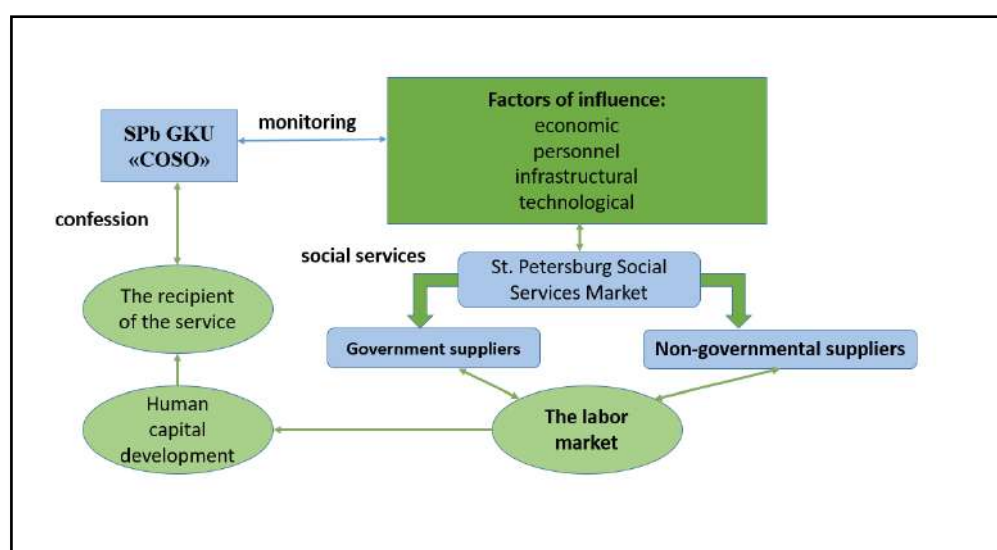 Factors of influence:
economic
personnel
infrastructural
technological
monitoring
SPb GKU
«COSO»
confession
social services
St. Petersburg Social
Services Market
The recipient
of the service
Government suppliers
Non-governmental suppliers
Human
capital
development
The labor
market